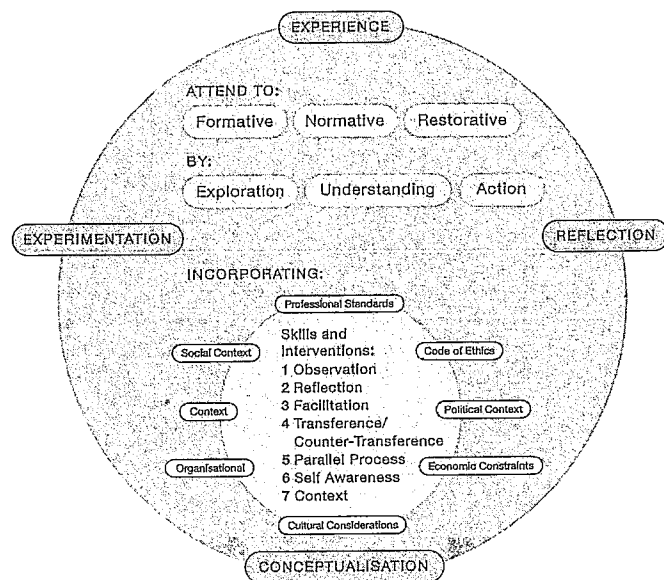 EXPERIENCE
ATTEND TO:
Formative Normative Restorative
BY:
Exploration Understanding Action
EXPERIMENTATION
REFLECTION
INCORPORATING:
Professional Standards
Social Context
Code of Ethics
Context
Political Context
Organisational
Economic Constraints
Skills and
Interventions:
1 Observation
2 Reflection
3 Facilitation
4 Transference/
Counter-Transference
5 Parallel Process
6 Self Awareness
7 Context
Cultural Considerations
CONCEPTUALISATION